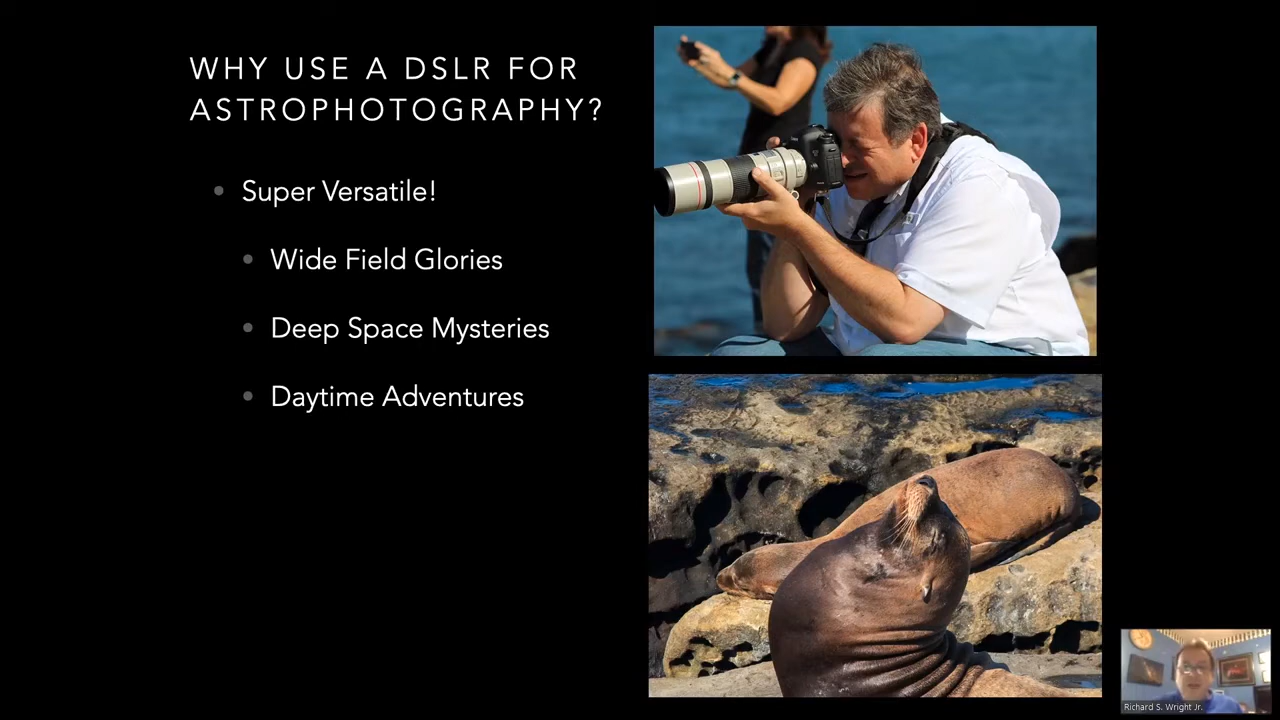 WHY USE A DSLR FOR
ASTROPHOTOGRAPHY?
Super Versatile!
Wide Field Glories
Deep Space Mysteries
Daytime Adventures
Richard S. Wright Jr.